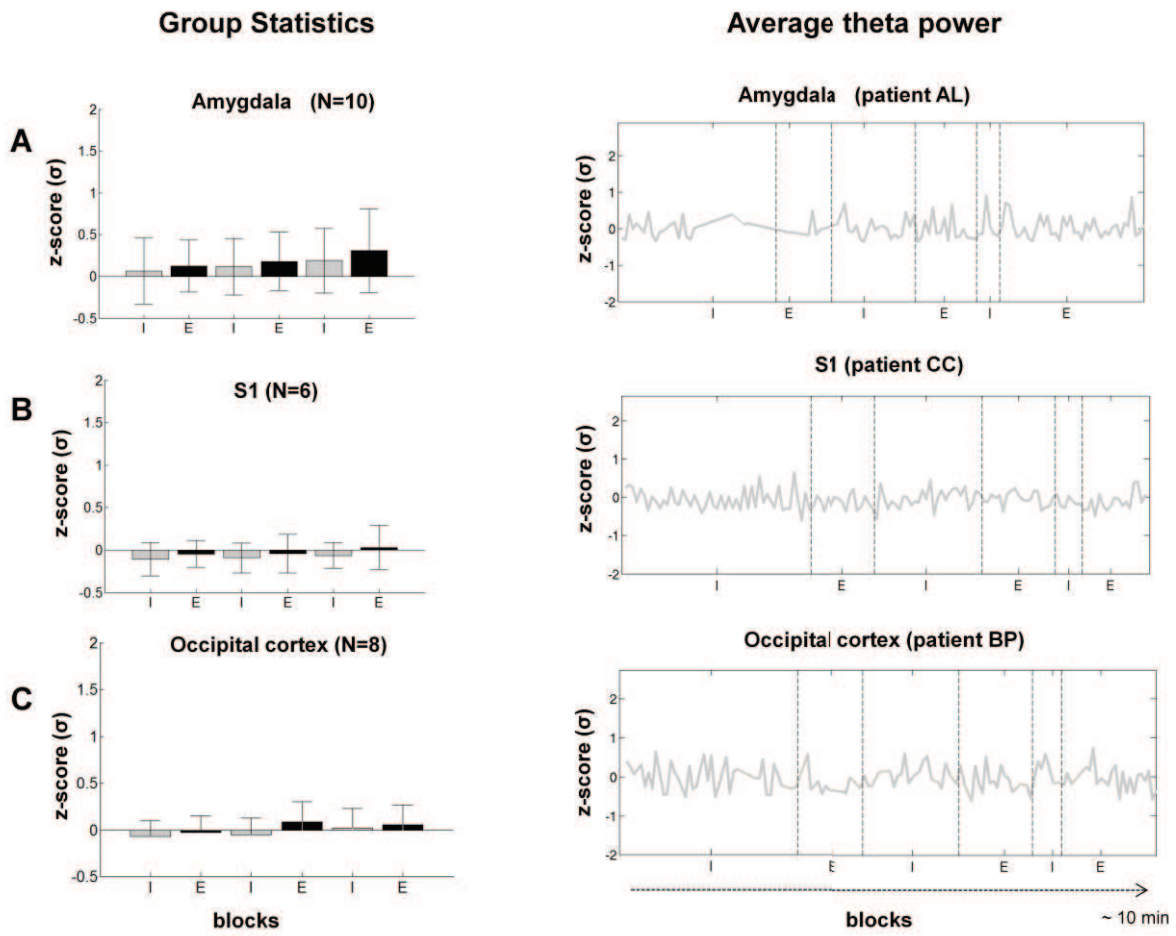 Group Statistics
Average theta power
A
Amygdala (N=10)
z-score (σ)
2
1.5
1
0.5
0
-0.5
I E I E I E
Amygdala (patient AL)
z-score (σ)
2
1
0
-1
-2
I E I E I E
B
S1 (N=6)
z-score (σ)
2
1.5
1
0.5
0
-0.5
I E I E I E
S1 (patient CC)
z-score (σ)
2
1
0
-1
-2
I E I E I E
C
Occipital cortex (N=8)
z-score (σ)
2
1.5
1
0.5
0
-0.5
I E I E I E
blocks
Occipital cortex (patient BP)
z-score (σ)
2
1
0
-1
-2
I E I E I E
blocks
~ 10 min